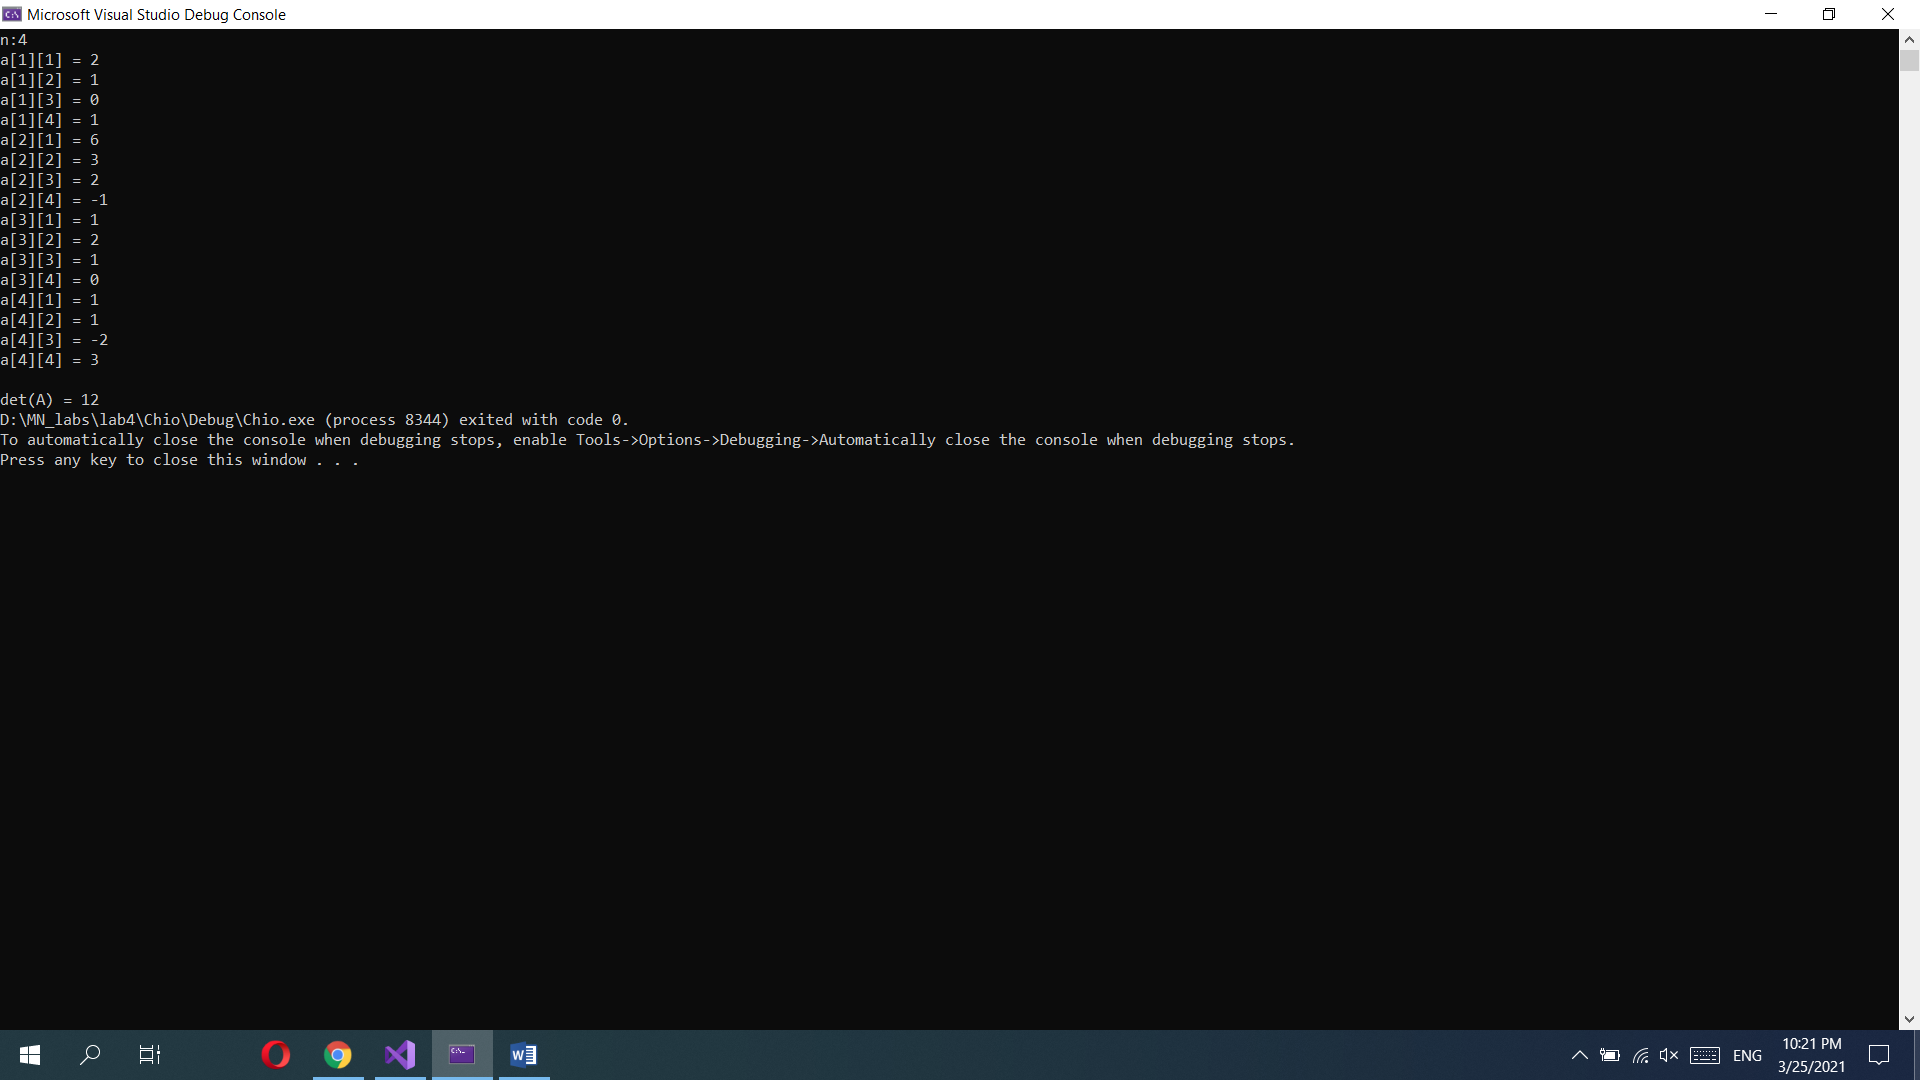 Microsoft Visual Studio Debug Console
n:4
a[1][1] = 2
a[1][2] = 1
a[1][3] = 0
a[1][4] = 1
a[2][1] = 6
a[2][2] = 3
a[2][3] = 2
a[2][4] = -1
a[3][1] = 1
a[3][2] = 2
a[3][3] = 1
a[3][4] = 0
a[4][1] = 1
a[4][2] = 1
a[4][3] = -2
a[4][4] = 3
det(A) = 12
D:\MN_labs\lab4\Chio\Debug\Chio.exe (process 8344) exited with code 0.
To automatically close the console when debugging stops, enable Tools->Options->Debugging->Automatically close the console when debugging stops.
Press any key to close this window . . .
ENG
10:21 PM
3/25/2021